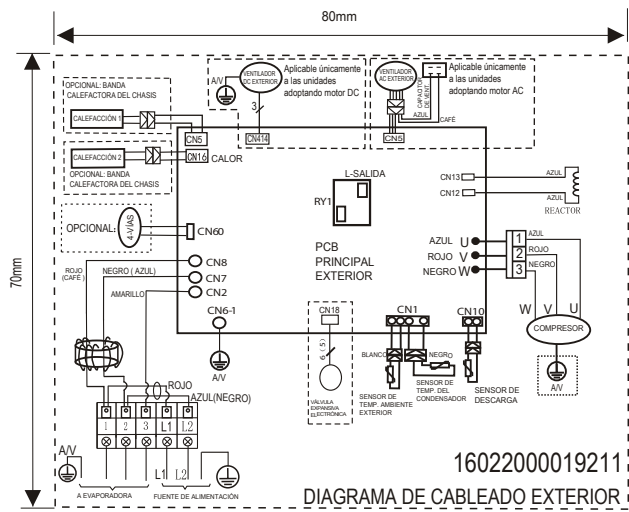 80mm
70mm
OPCIONAL: BANDA
CALEFACTORA DEL CHASIS
CALEFACCIÓN 1
CN5
CALEFACCIÓN 2
CN16
CALOR
OPCIONAL: BANDA
CALEFACTORA DEL CHASIS
A/V
VENTILADOR
DC EXTERIOR
Aplicable únicamente
a las unidades
adoptando motor DC
3
CN414
VENTILADOR
AC EXTERIOR
CAPACITOR
DE VENT.
Aplicable únicamente
a las unidades
adoptando motor AC
AZUL
CAFÉ
CN5
L-SALIDA
RY1
CN13
AZUL
CN12
AZUL
REACTOR
OPCIONAL:
4-VÍAS
CN60
PCB
PRINCIPAL
EXTERIOR
AZUL U
ROJO V
NEGRO W
1
2
3
AZUL
ROJO
NEGRO
W
V
U
COMPRESOR
A/V
ROJO
(CAFÉ)
NEGRO ( AZUL)
AMARILLO
CN8
CN7
CN2
CN6-1
A/V
CN18
6 (5)
VÁLVULA
EXPANSIVA
ELECTRÓNICA
CN1
BLANCO
NEGRO
SENSOR DE
TEMP. AMBIENTE
EXTERIOR
SENSOR DE
TEMP. DEL
CONDENSADOR
CN10
SENSOR DE
DESCARGA
ROJO
AZUL(NEGRO)
1
2
3
L1
L2
A/V
L1
L2
A EVAPORADORA
FUENTE DE ALIMENTACIÓN
16022000019211
DIAGRAMA DE CABLEADO EXTERIOR